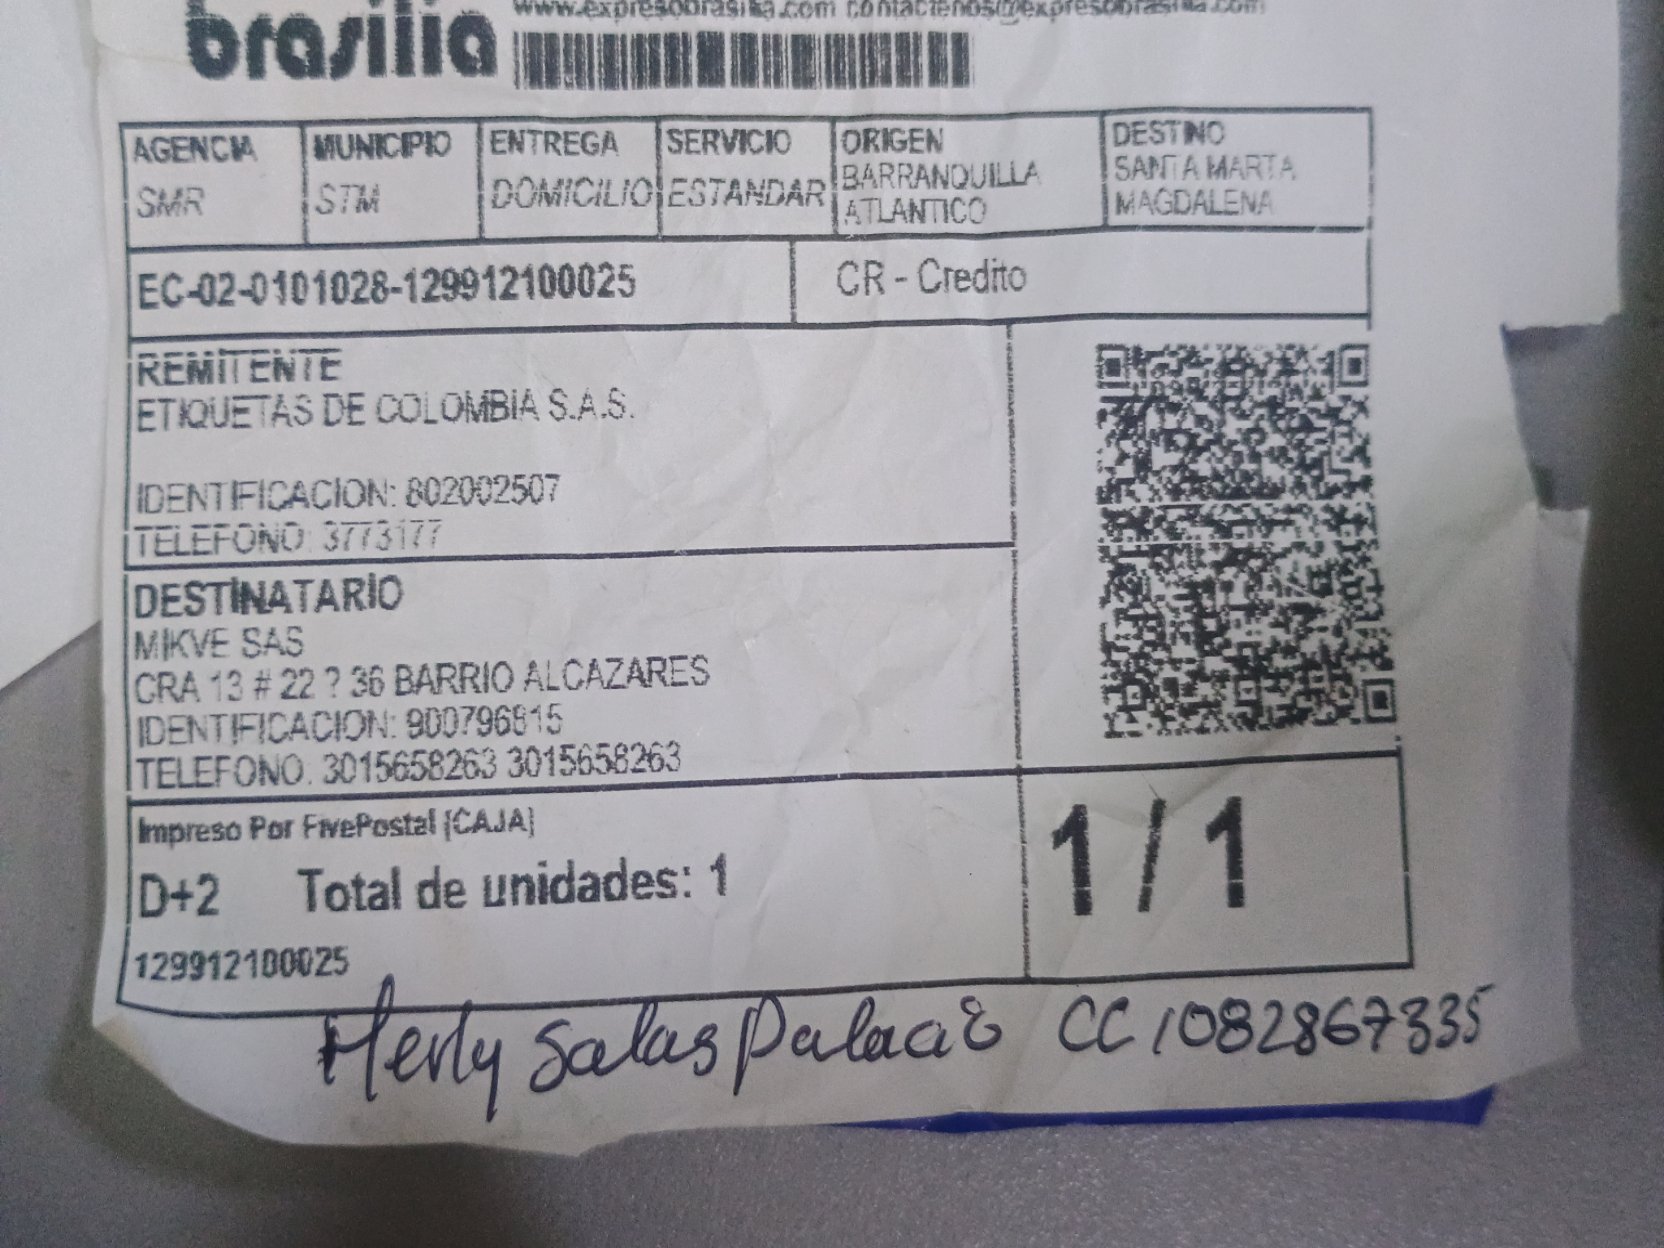 www.expresobrasilia.com contactenos@expresobrasilia.com
brasilia
AGENCIA MUNICIPIO ENTREGA SERVICIO ORIGEN DESTINO
SMR STM DOMICILIO ESTANDAR BARRANQUILLA ATLANTICO SANTA MARTA MAGDALENA
EC-02-0101028-129912100025 CR - Credito
REMITENTE
ETIQUETAS DE COLOMBIA S.A.S.
IDENTIFICACION: 802002507
TELEFONO: 3773177
DESTINATARIO
MIKVE SAS
CRA 13 # 22 ? 36 BARRIO ALCAZARES
IDENTIFICACION: 900796815
TELEFONO: 3015658263 3015658263
Impreso Por FivePostal (CAJA)
D+2 Total de unidades: 1
1 / 1
129912100025
Herly Salas Palacio CC 1082867335